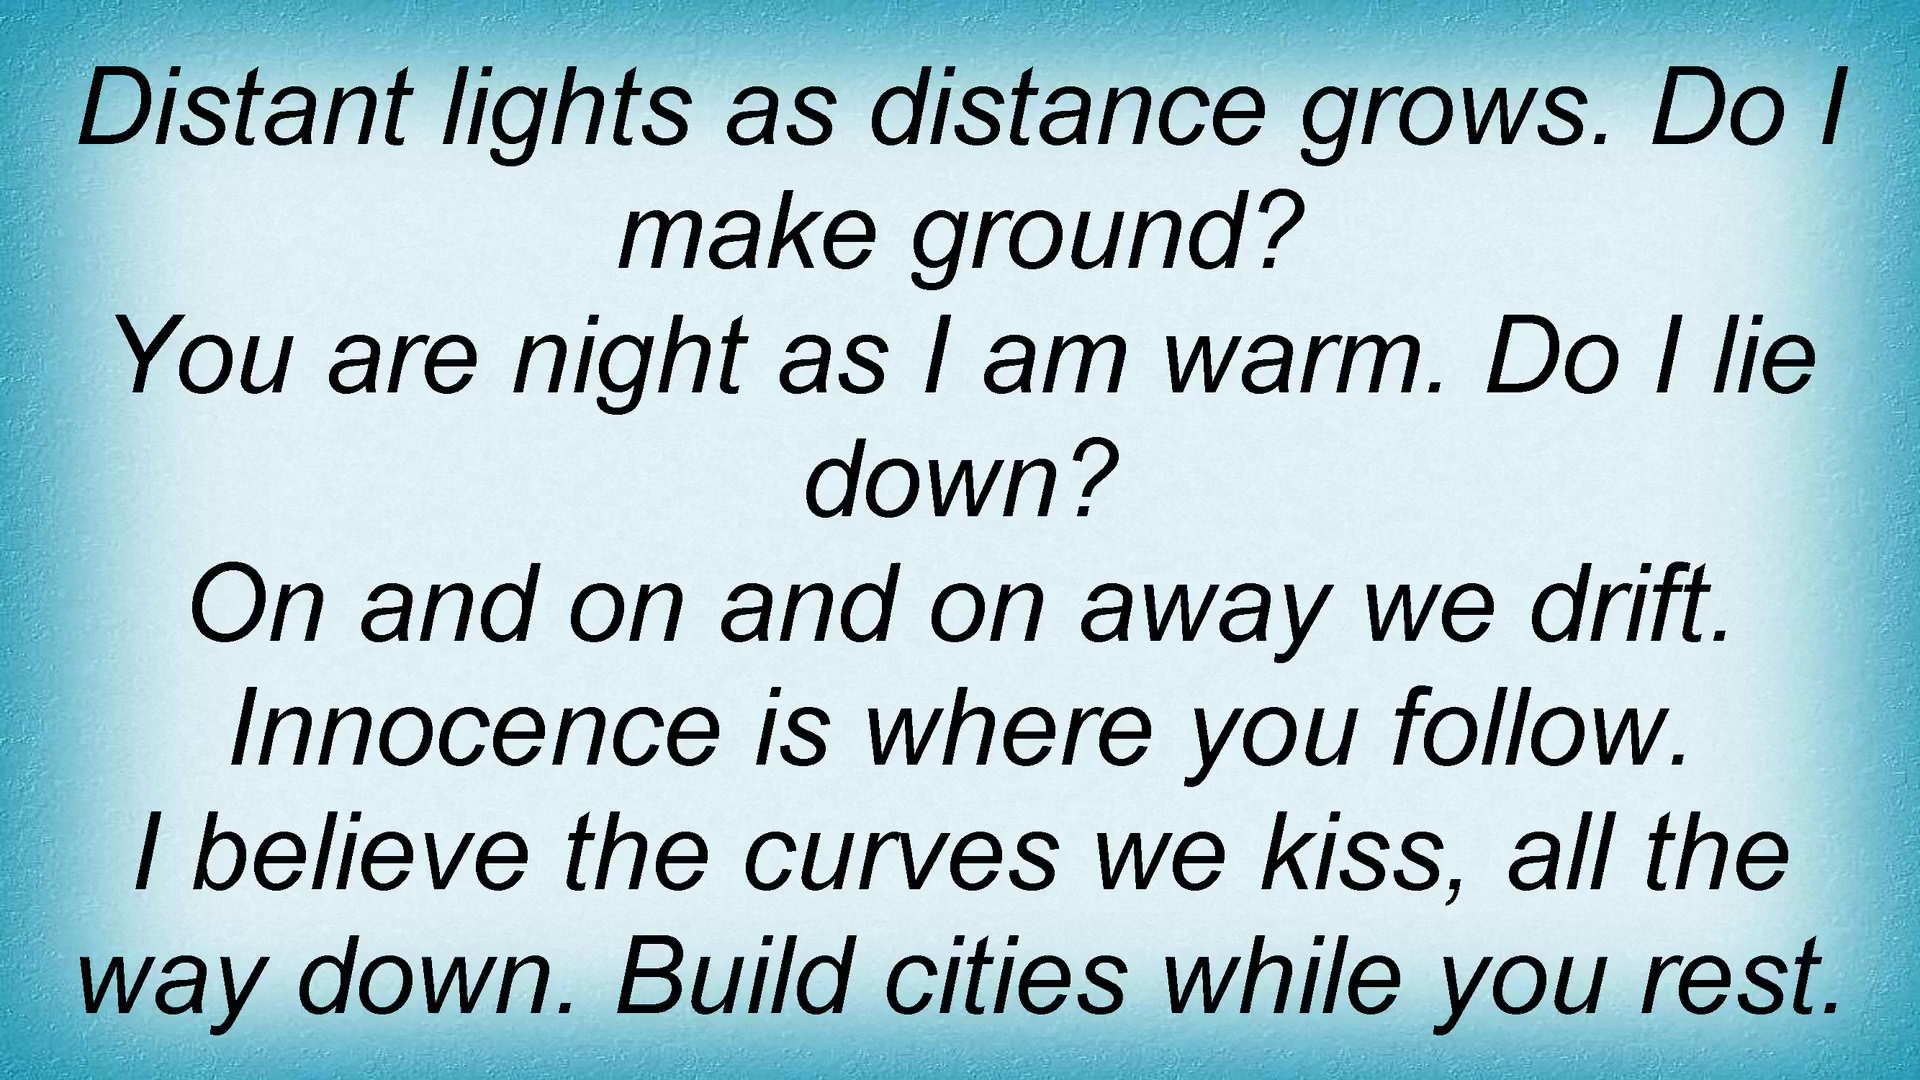 Distant lights as distance grows. Do I
make ground?
You are night as I am warm. Do I lie
down?
On and on and on away we drift.
Innocence is where you follow.
I believe the curves we kiss, all the
way down. Build cities while you rest.